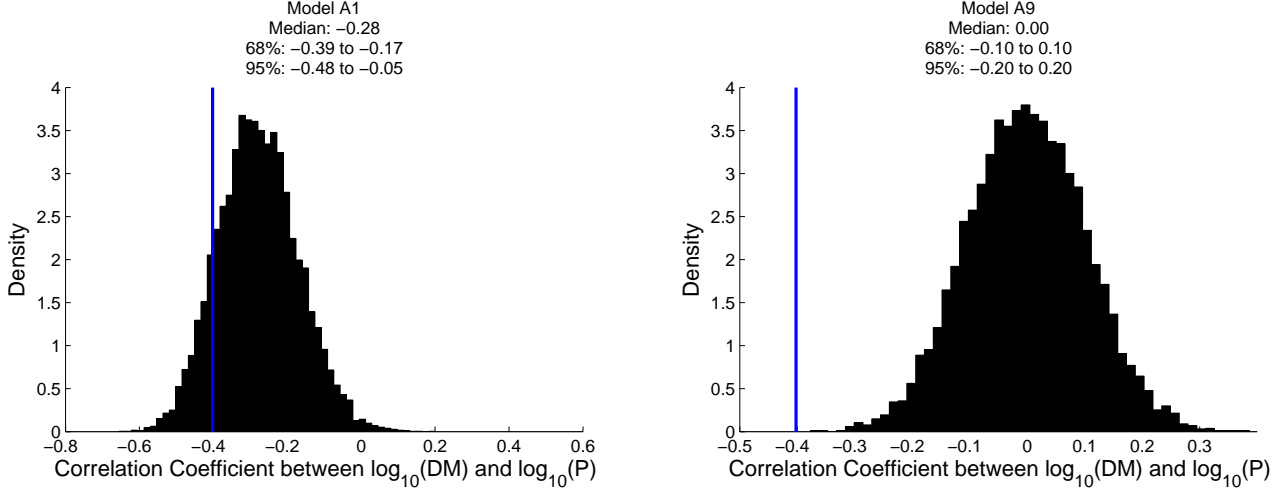 Model A1
Median: −0.28
68%: −0.39 to −0.17
95%: −0.48 to −0.05
4
3.5
3
2.5
2
1.5
1
0.5
0
Density
−0.8
−0.6
−0.4
−0.2
0
0.2
0.4
0.6
Correlation Coefficient between log10(DM) and log10(P)
Model A9
Median: 0.00
68%: −0.10 to 0.10
95%: −0.20 to 0.20
4
3.5
3
2.5
2
1.5
1
0.5
0
Density
−0.5
−0.4
−0.3
−0.2
−0.1
0
0.1
0.2
0.3
Correlation Coefficient between log10(DM) and log10(P)